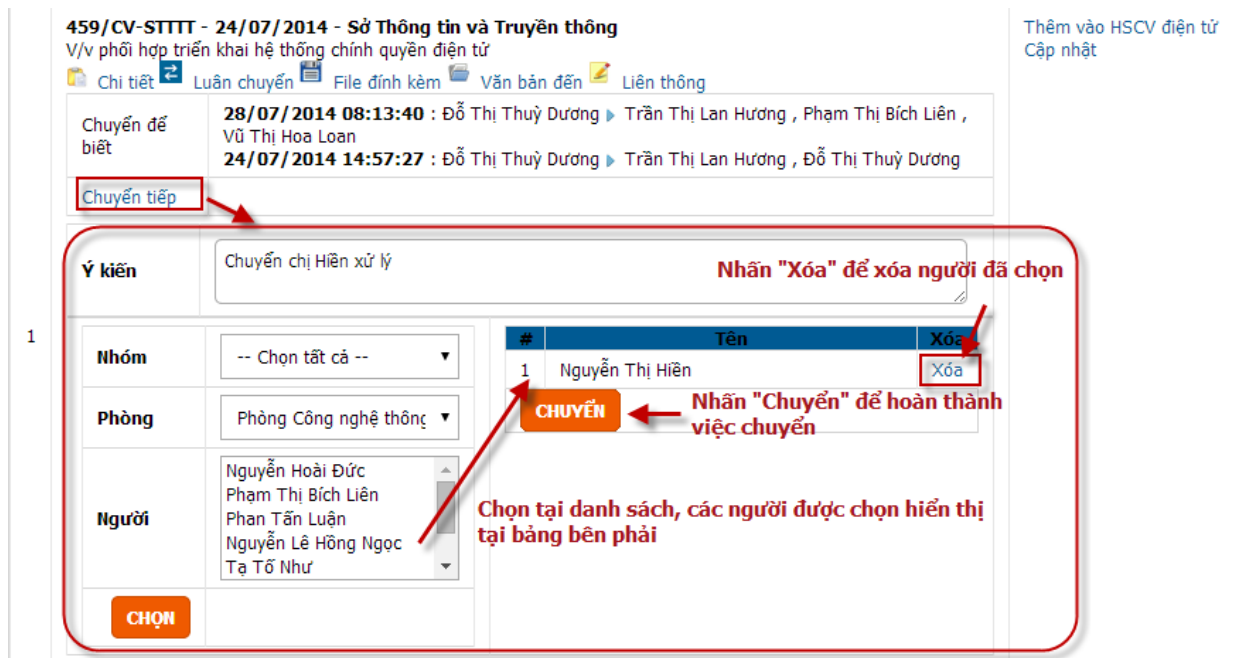 459/CV-STTTT - 24/07/2014 - Sở Thông tin và Truyền thông
V/v phối hợp triển khai hệ thống chính quyền điện tử
Chi tiết Luân chuyển File đính kèm Văn bản đến Liên thông
Thêm vào HSCV điện tử
Cập nhật
Chuyển để
biết
28/07/2014 08:13:40 : Đỗ Thị Thuỳ Dương ▶ Trần Thị Lan Hương , Phạm Thị Bích Liên ,
Vũ Thị Hoa Loan
24/07/2014 14:57:27 : Đỗ Thị Thuỳ Dương ▶ Trần Thị Lan Hương , Đỗ Thị Thuỳ Dương
Chuyển tiếp
Ý kiến
Chuyển chị Hiền xử lý
Nhấn "Xóa" để xóa người đã chọn
1
Nhóm
-- Chọn tất cả --
Phòng
Phòng Công nghệ thông
Người
Nguyễn Hoài Đức
Phạm Thị Bích Liên
Phan Tấn Luận
Nguyễn Lê Hồng Ngọc
Tạ Tố Như
CHỌN
# Tên Xóa
1 Nguyễn Thị Hiền Xóa
CHUYỂN
Nhấn "Chuyển" để hoàn thành
việc chuyển
Chọn tại danh sách, các người được chọn hiển thị
tại bảng bên phải